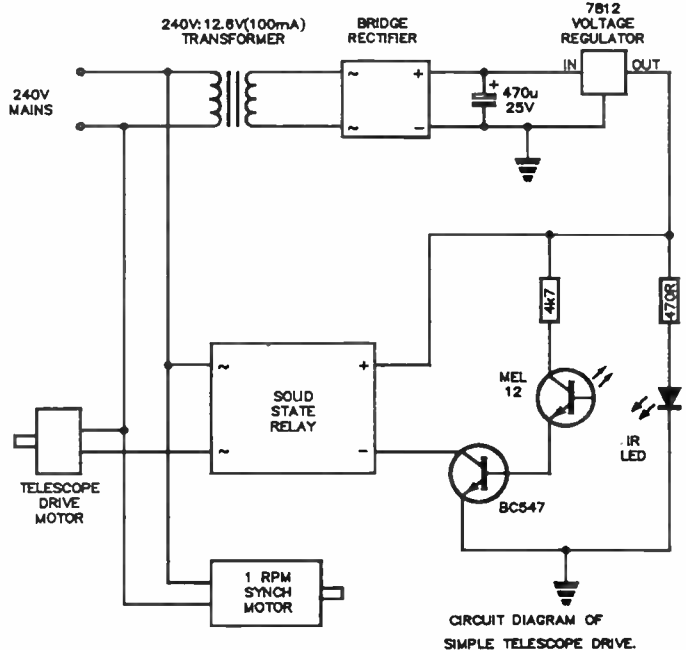 240V:12.6V(100mA)
TRANSFORMER
BRIDGE
RECTIFIER
7812
VOLTAGE
REGULATOR
240V
MAINS
~
+
~
-
+
470u
25V
IN
OUT
4k7
470R
~
+
SOLID
STATE
RELAY
~
-
MEL
12
IR
LED
TELESCOPE
DRIVE
MOTOR
BC547
1 RPM
SYNCH
MOTOR
CIRCUIT DIAGRAM OF
SIMPLE TELESCOPE DRIVE.